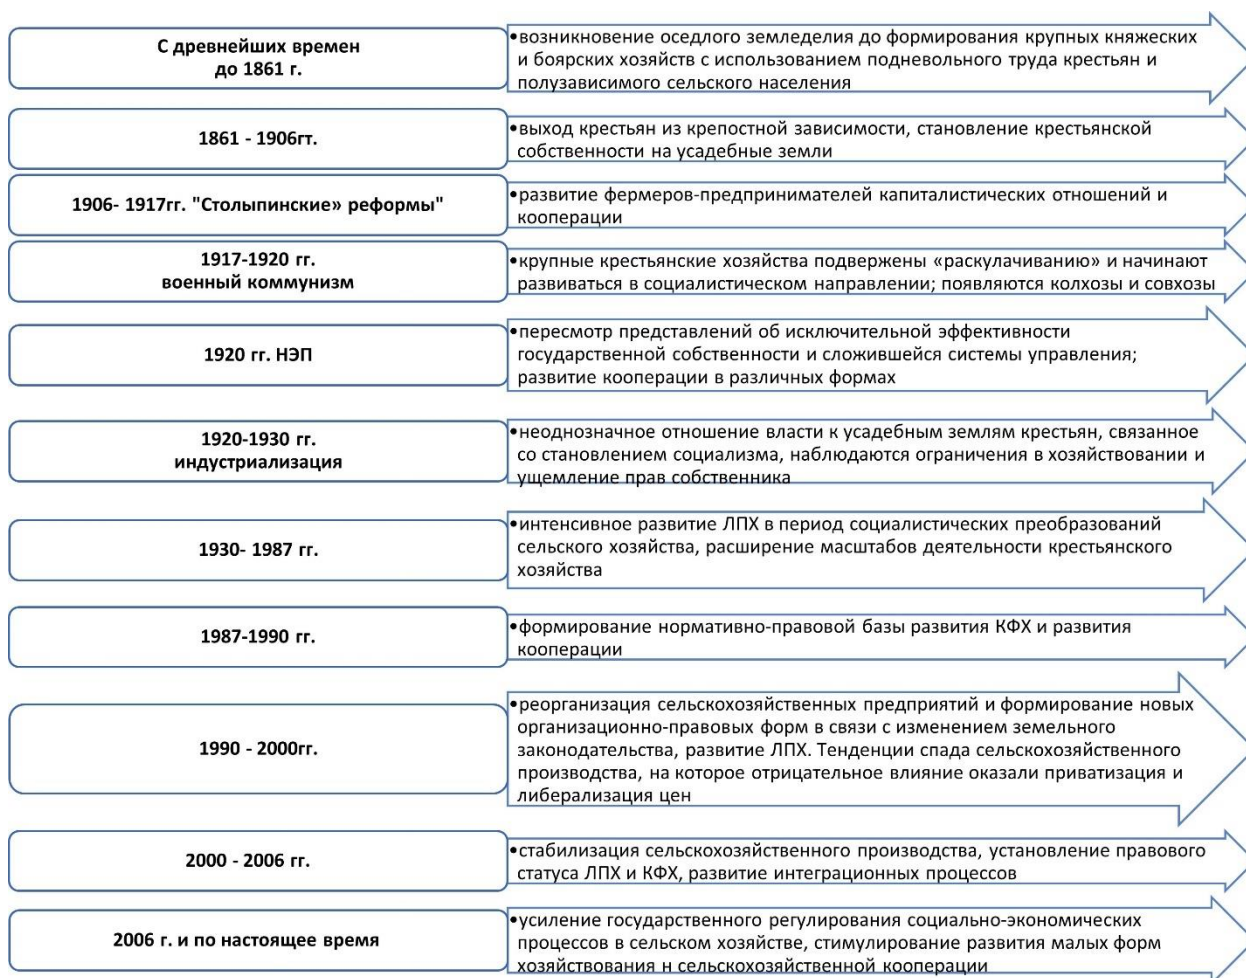 С древнейших времен
до 1861 г.
•возникновение оседлого земледелия до формирования крупных княжеских
и боярских хозяйств с использованием подневольного труда крестьян и
полузависимого сельского населения
1861 - 1906гт.
•выход крестьян из крепостной зависимости, становление крестьянской
собственности на усадебные земли
1906- 1917гг. "Столыпинские» реформы"
•развитие фермеров-предпринимателей капиталистических отношений и
кооперации
1917-1920 гг.
военный коммунизм
•крупные крестьянские хозяйства подвержены «раскулачиванию» и начинают
развиваться в социалистическом направлении; появляются колхозы и совхозы
1920 гг. НЭП
•пересмотр представлений об исключительной эффективности
государственной собственности и сложившейся системы управления;
развитие кооперации в различных формах
1920-1930 гг.
индустриализация
•неоднозначное отношение власти к усадебным землям крестьян, связанное
со становлением социализма, наблюдаются ограничения в хозяйствовании и
ущемление прав собственника
1930- 1987 гг.
•интенсивное развитие ЛПХ в период социалистических преобразований
сельского хозяйства, расширение масштабов деятельности крестьянского
хозяйства
1987-1990 гг.
•формирование нормативно-правовой базы развития КФХ и развития
кооперации
1990 - 2000гг.
•реорганизация сельскохозяйственных предприятий и формирование новых
организационно-правовых форм в связи с изменением земельного
законодательства, развитие ЛПХ. Тенденции спада сельскохозяйственного
производства, на которое отрицательное влияние оказали приватизация и
либерализация цен
2000 - 2006 гг.
•стабилизация сельскохозяйственного производства, установление правового
статуса ЛПХ и КФХ, развитие интеграционных процессов
2006 г. и по настоящее время
•усиление государственного регулирования социально-экономических
процессов в сельском хозяйстве, стимулирование развития малых форм
хозяйствования н сельскохозяйственной кооперации